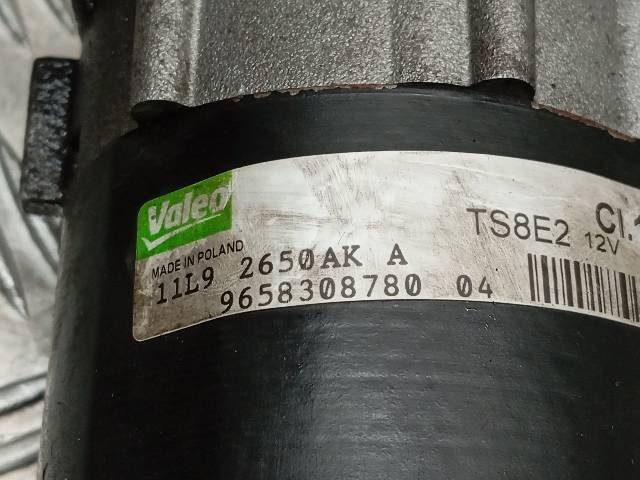 Valeo
MADE IN POLAND
TS8E2 12V
11L9 2650AK A
9658308780 04